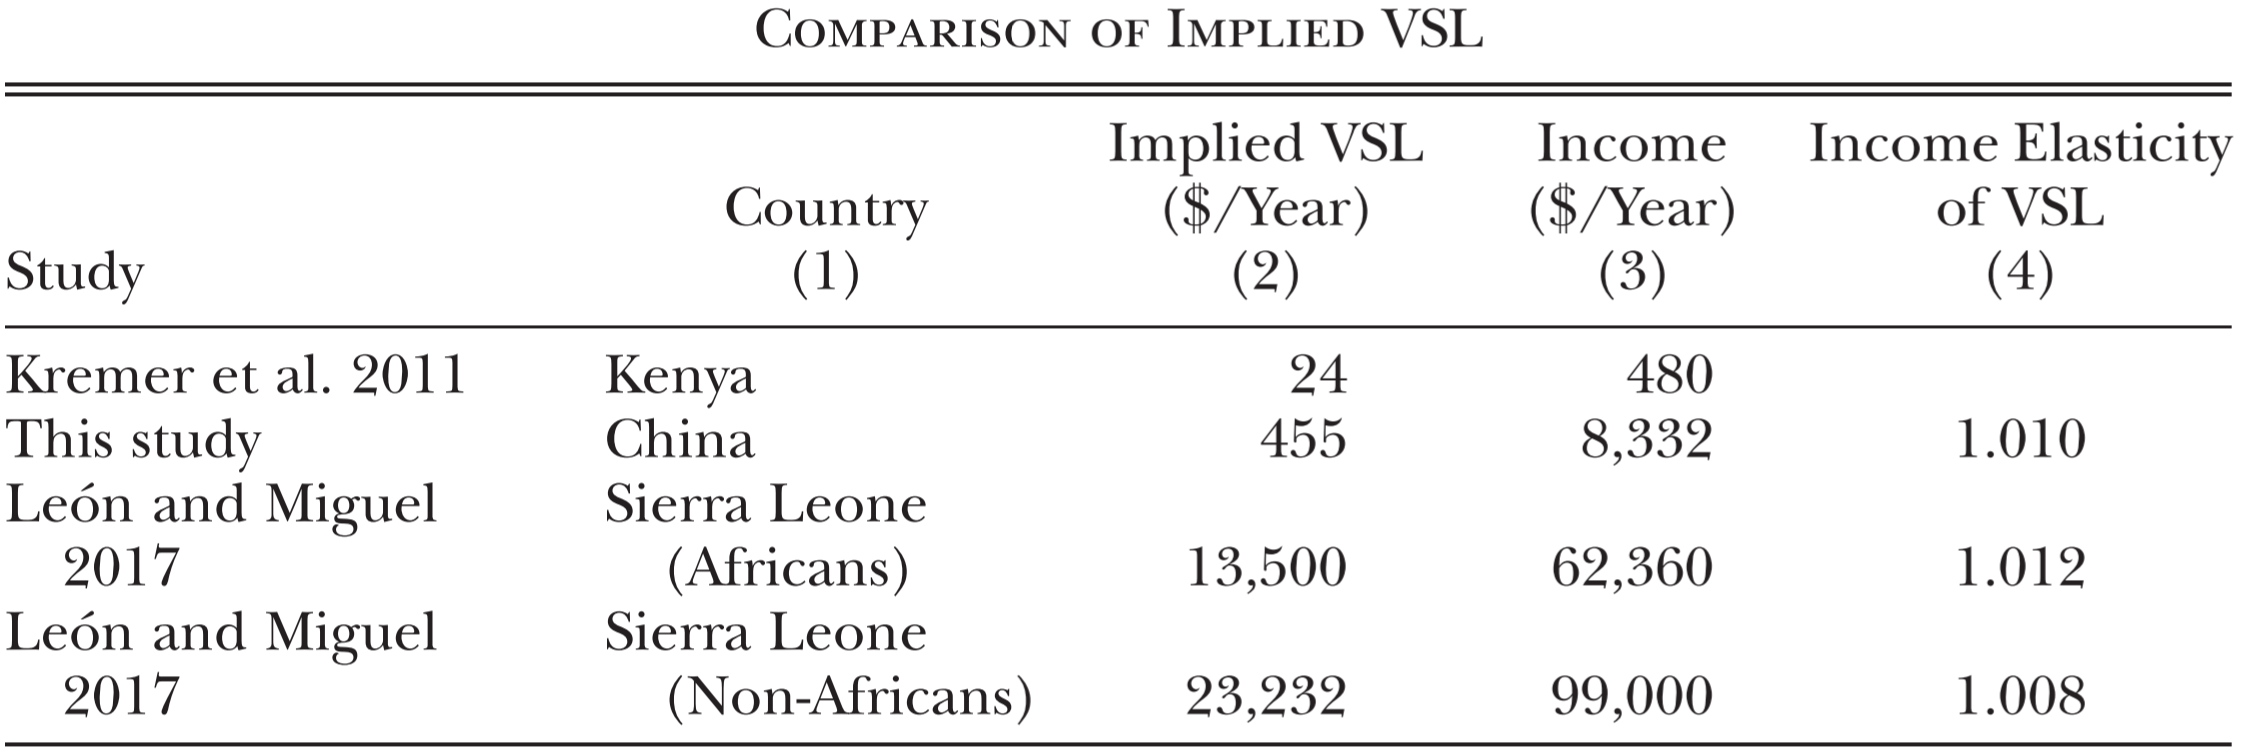 COMPARISON OF IMPLIED VSL
Implied VSL Income Income Elasticity
Country ($/Year) ($/Year) of VSL
Study (1) (2) (3) (4)
Kremer et al. 2011 Kenya 24 480
This study China 455 8,332 1.010
León and Miguel Sierra Leone
2017 (Africans) 13,500 62,360 1.012
León and Miguel Sierra Leone
2017 (Non-Africans) 23,232 99,000 1.008